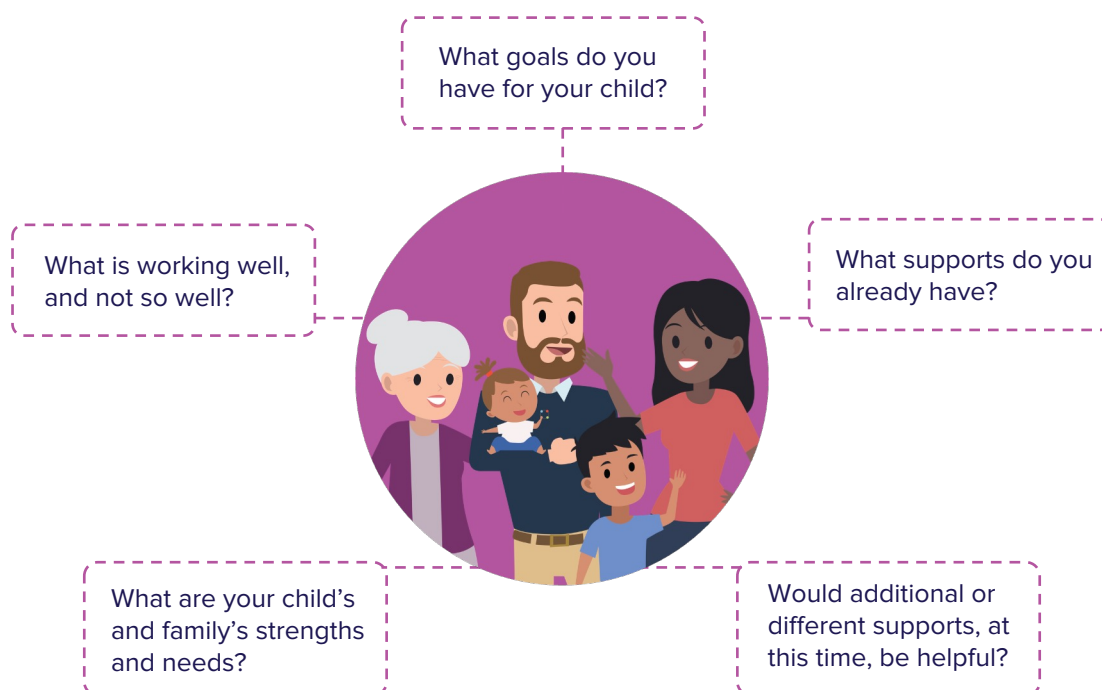 What goals do you
have for your child?
What is working well,
and not so well?
What supports do you
already have?
What are your child’s
and family’s strengths
and needs?
Would additional or
different supports, at
this time, be helpful?